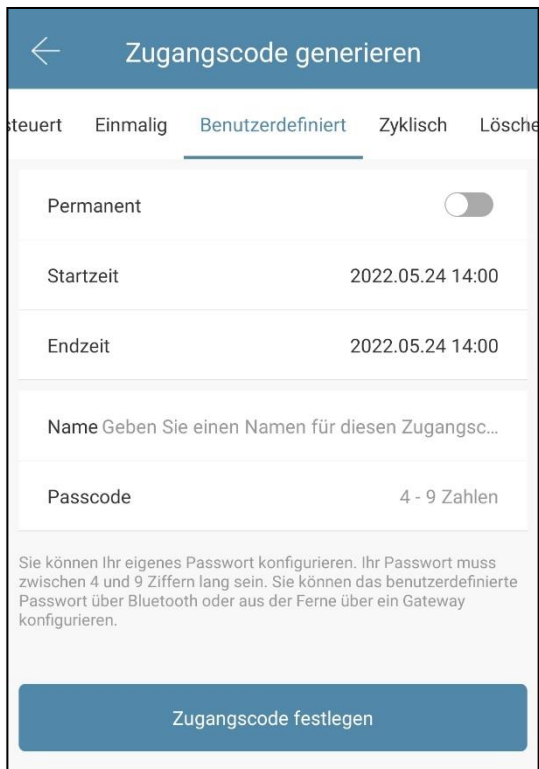 Zugangscode generieren
steuert Einmalig Benutzerdefiniert Zyklisch Lösche
Permanent
Startzeit 2022.05.24 14:00
Endzeit 2022.05.24 14:00
Name Geben Sie einen Namen für diesen Zugangsc...
Passcode 4 - 9 Zahlen
Sie können Ihr eigenes Passwort konfigurieren. Ihr Passwort muss
zwischen 4 und 9 Ziffern lang sein. Sie können das benutzerdefinierte
Passwort über Bluetooth oder aus der Ferne über ein Gateway
konfigurieren.
Zugangscode festlegen